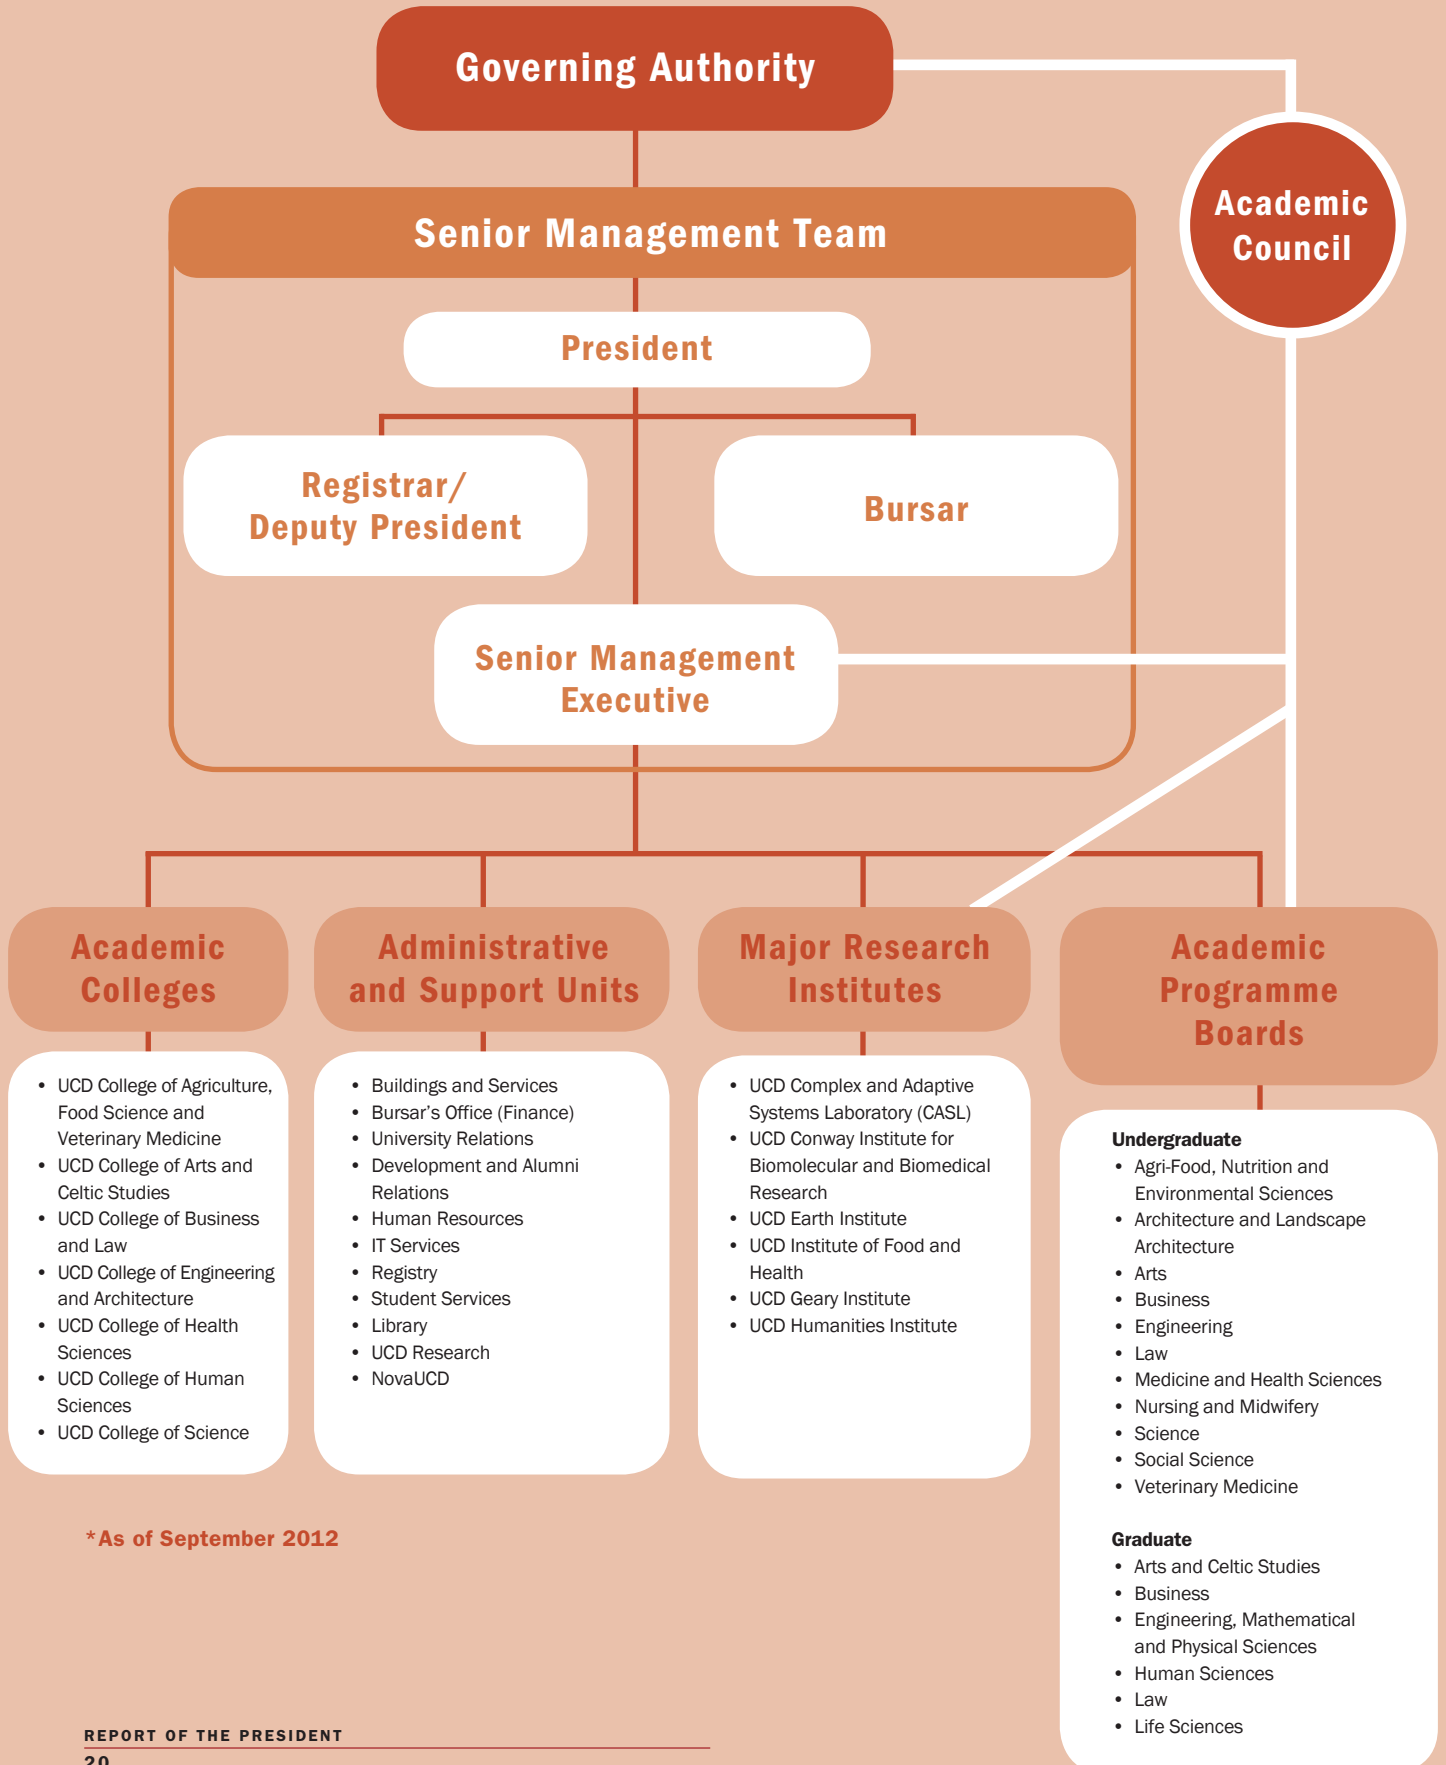 Governing Authority
Academic
Council
Senior Management Team
President
Registrar/
Deputy President
Bursar
Senior Management
Executive
Academic
Colleges
• UCD College of Agriculture,
Food Science and
Veterinary Medicine
• UCD College of Arts and
Celtic Studies
• UCD College of Business
and Law
• UCD College of Engineering
and Architecture
• UCD College of Health
Sciences
• UCD College of Human
Sciences
• UCD College of Science
Administrative
and Support Units
• Buildings and Services
• Bursar's Office (Finance)
• University Relations
• Development and Alumni
Relations
• Human Resources
• IT Services
• Registry
• Student Services
• Library
• UCD Research
• NovaUCD
Major Research
Institutes
• UCD Complex and Adaptive
Systems Laboratory (CASL)
• UCD Conway Institute for
Biomolecular and Biomedical
Research
• UCD Earth Institute
• UCD Institute of Food and
Health
• UCD Geary Institute
• UCD Humanities Institute
Academic
Programme
Boards
Undergraduate
• Agri-Food, Nutrition and
Environmental Sciences
• Architecture and Landscape
Architecture
• Arts
• Business
• Engineering
• Law
• Medicine and Health Sciences
• Nursing and Midwifery
• Science
• Social Science
• Veterinary Medicine
Graduate
• Arts and Celtic Studies
• Business
• Engineering, Mathematical
and Physical Sciences
• Human Sciences
• Law
• Life Sciences
*As of September 2012
REPORT OF THE PRESIDENT
20